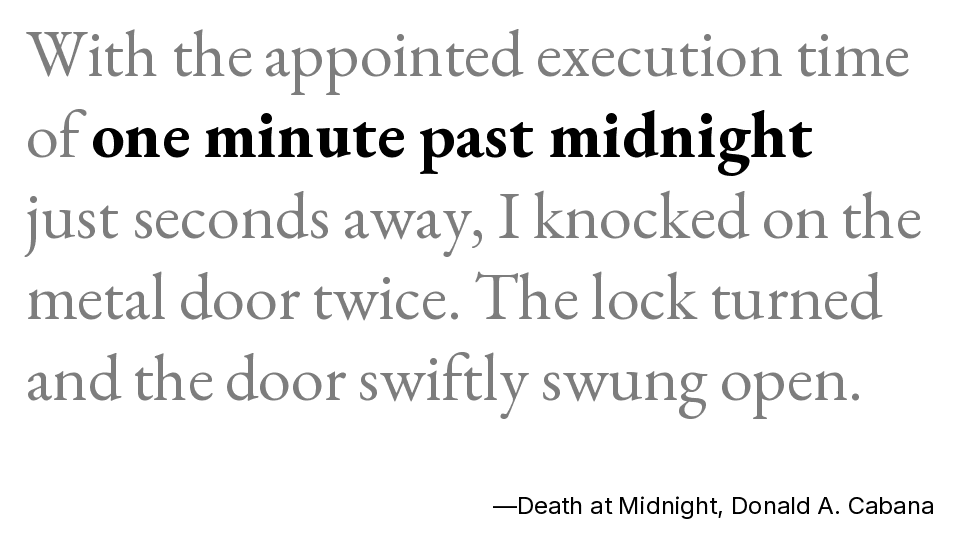 With the appointed execution time
of one minute past midnight
just seconds away, I knocked on the
metal door twice. The lock turned
and the door swiftly swung open.
—Death at Midnight, Donald A. Cabana